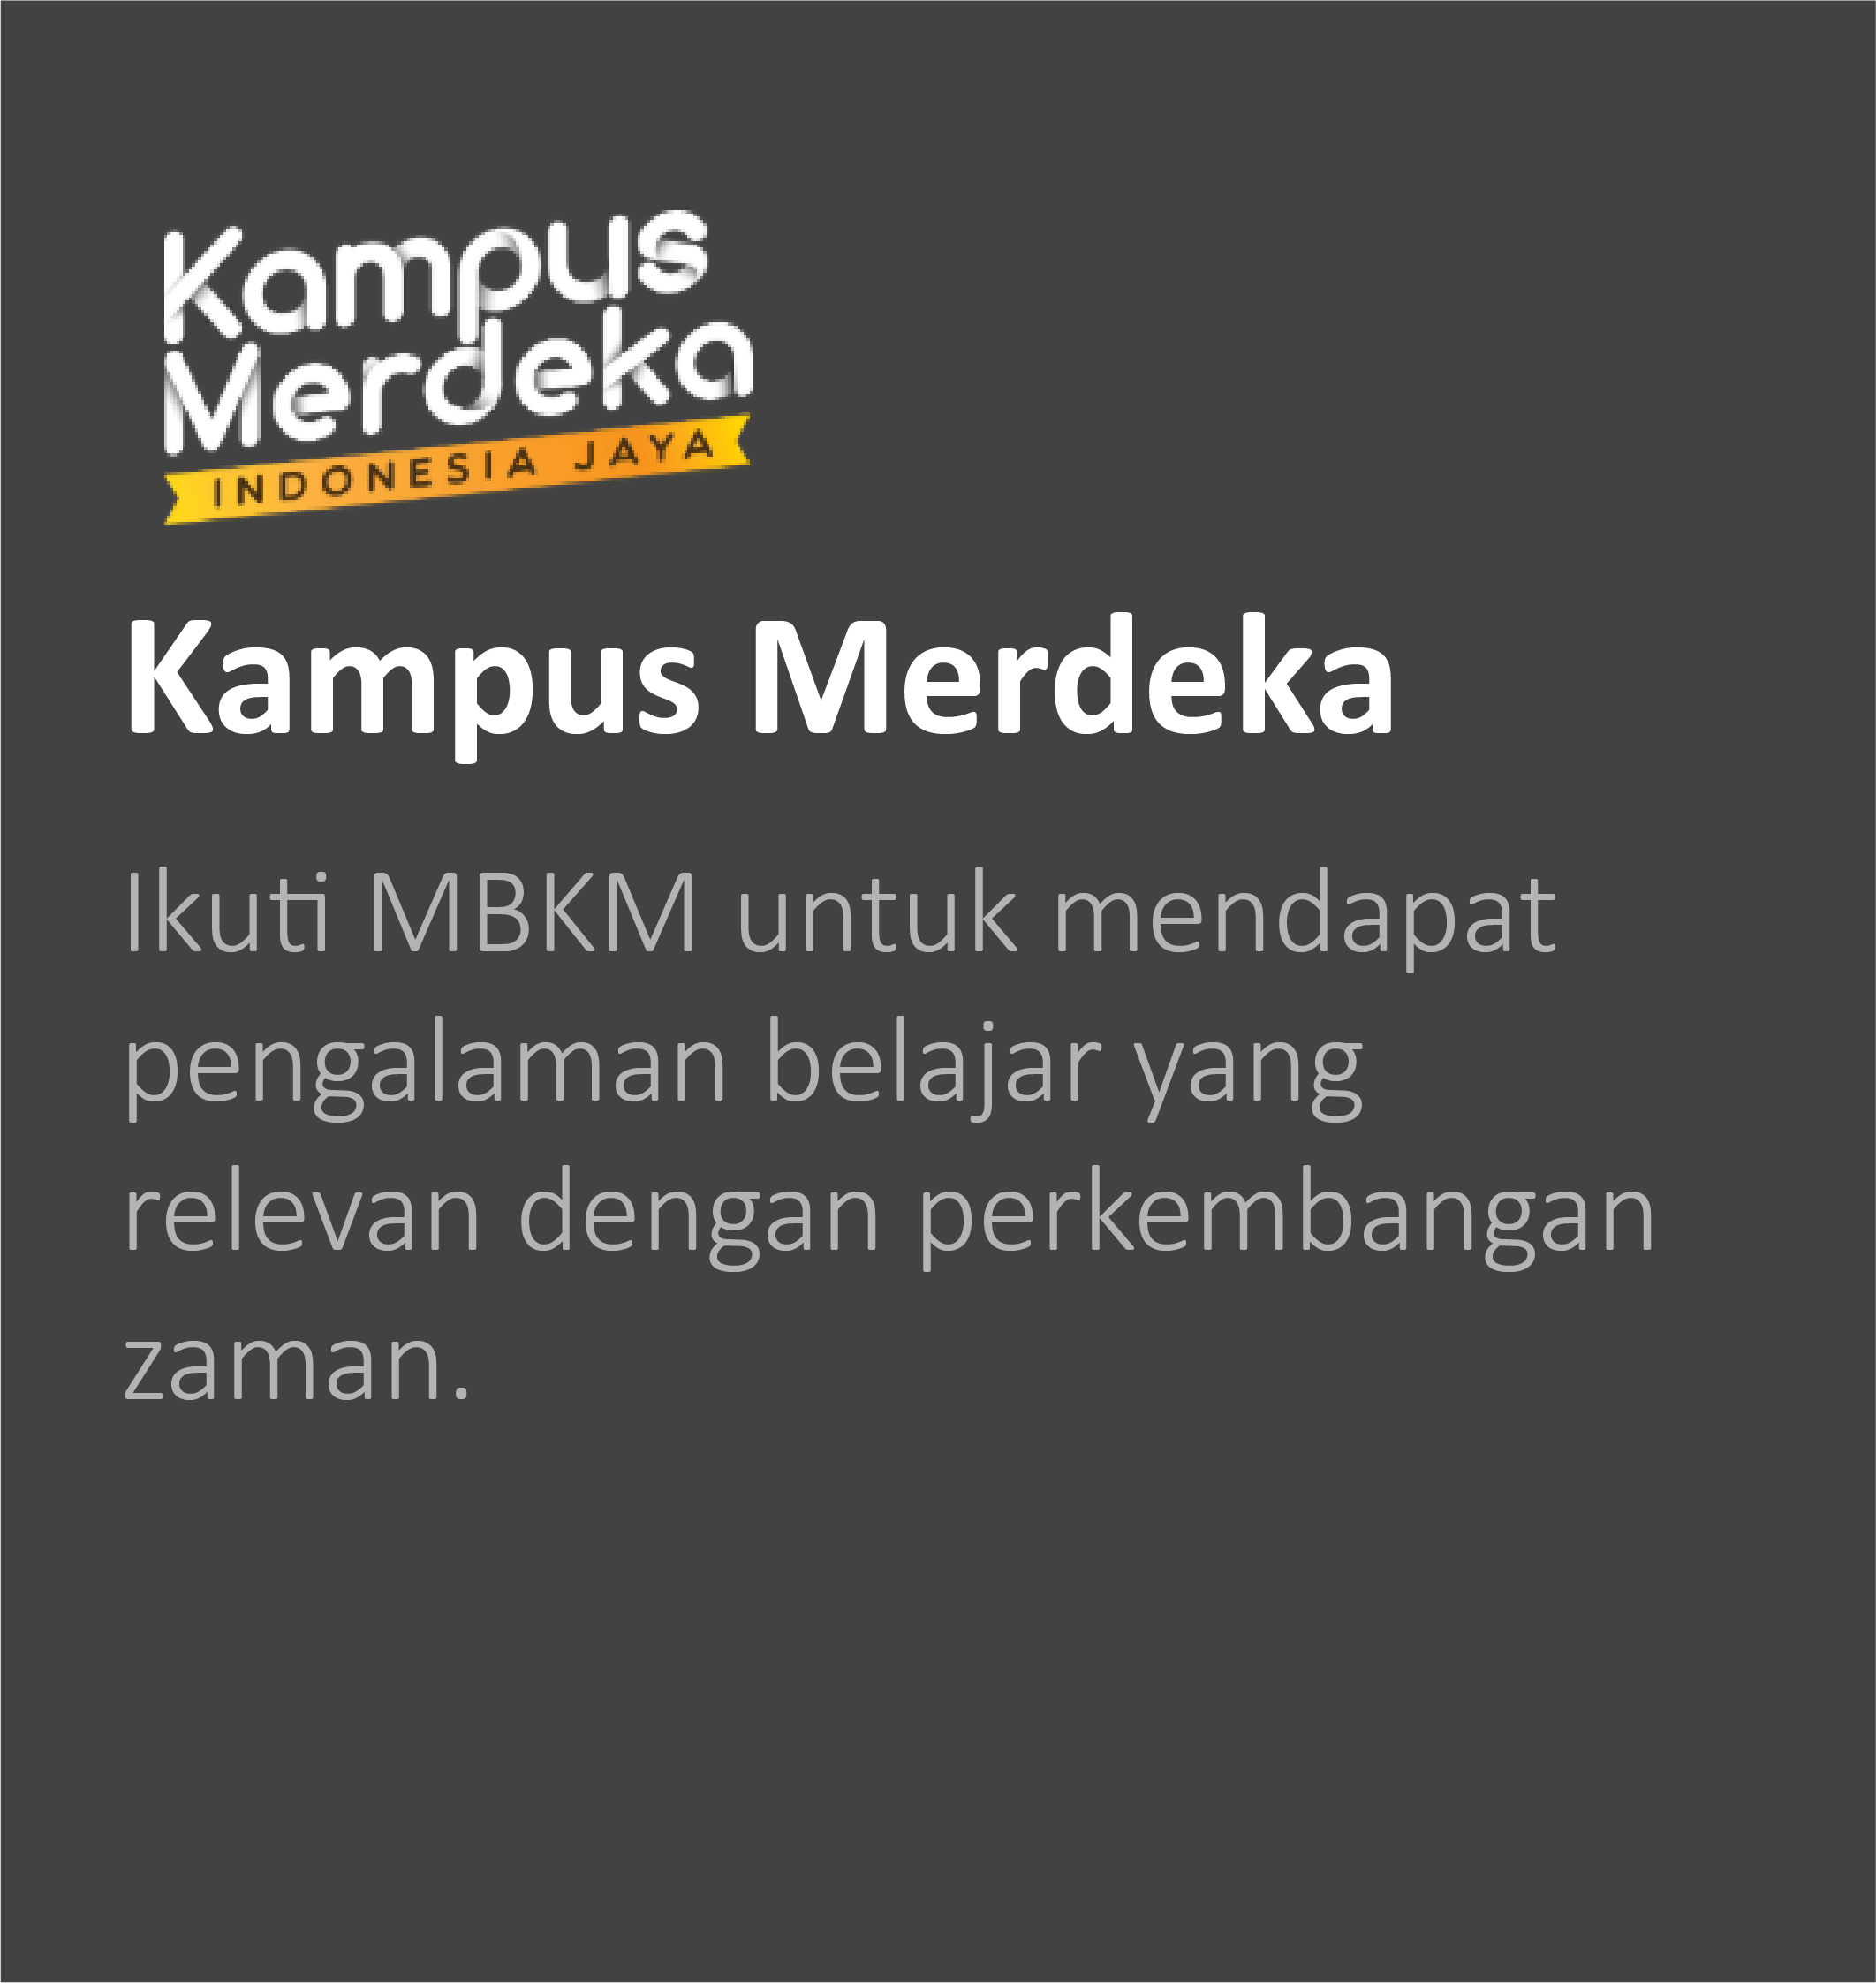 Kampus
Merdeka
INDONESIA JAYA
Kampus Merdeka
Ikuti MBKM untuk mendapat
pengalaman belajar yang
relevan dengan perkembangan
zaman.